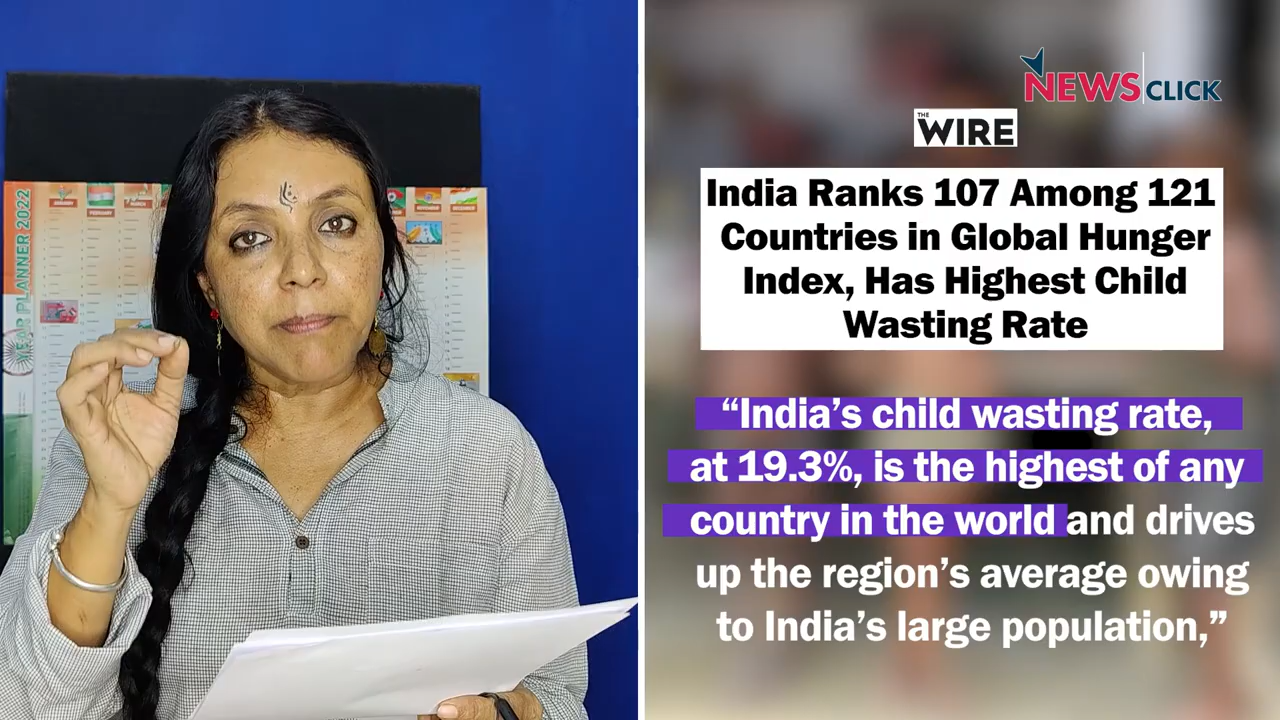 YEAR PLANNER 2022
NEWSCLICK
THE
WIRE
India Ranks 107 Among 121
Countries in Global Hunger
Index, Has Highest Child
Wasting Rate
“India’s child wasting rate,
at 19.3%, is the highest of any
country in the world and drives
up the region’s average owing
to India’s large population,”